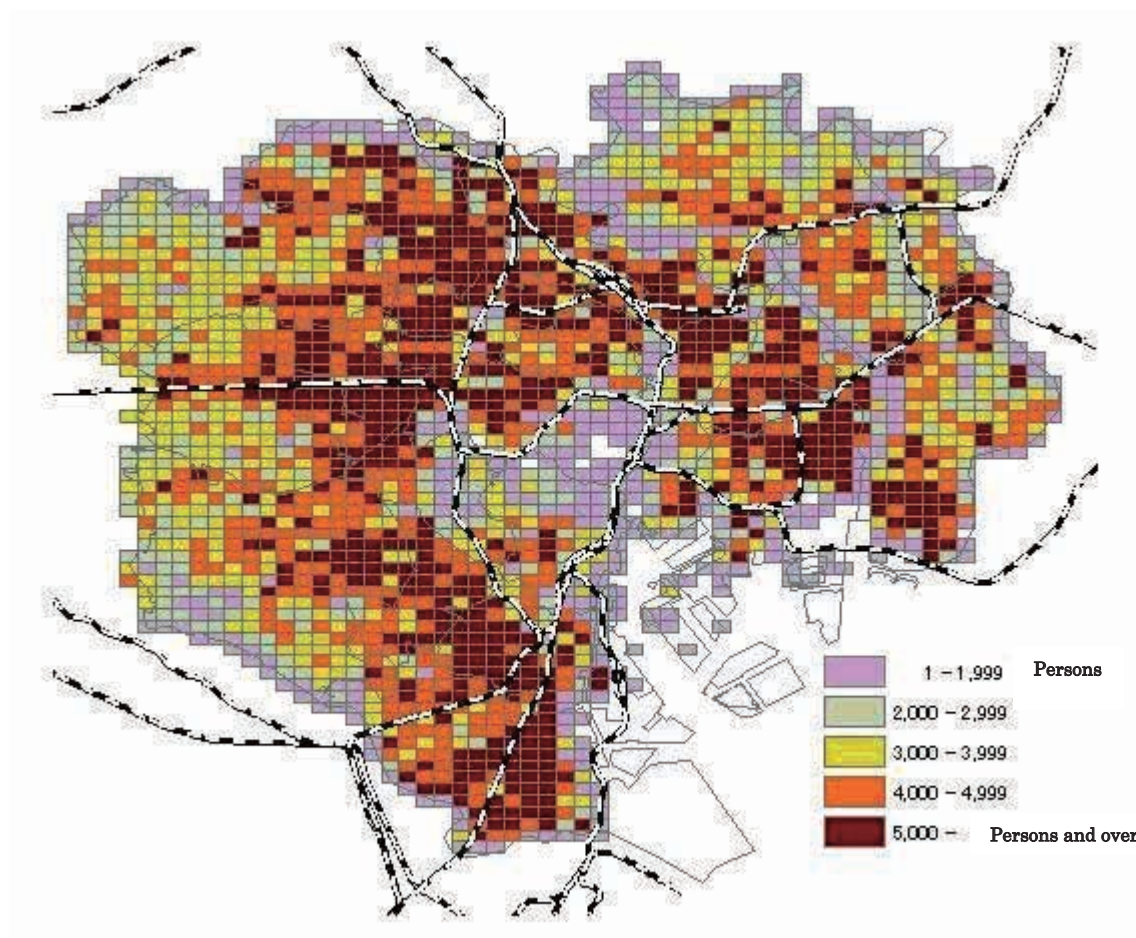 1 - 1,999 Persons
2,000 - 2,999
3,000 - 3,999
4,000 - 4,999
5,000 - Persons and over